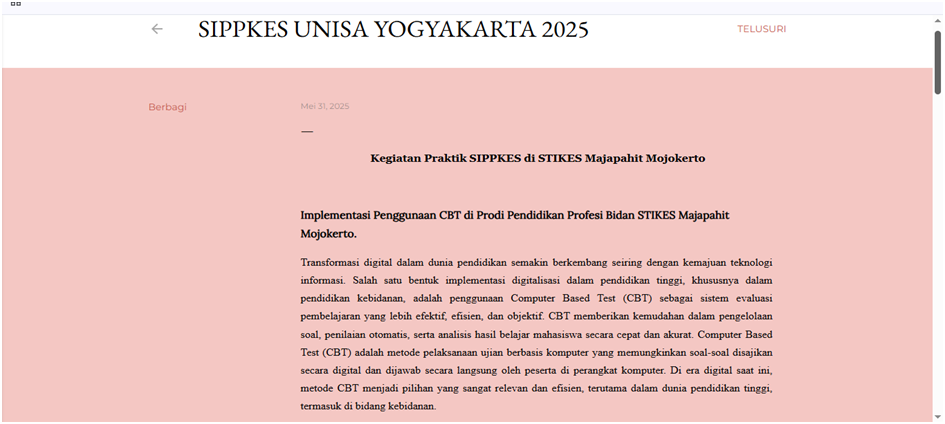 SIPPKES UNISA YOGYAKARTA 2025
TELUSURI
Berbagi
Mei 31, 2025
Kegiatan Praktik SIPPKES di STIKES Majapahit Mojokerto
Implementasi Penggunaan CBT di Prodi Pendidikan Profesi Bidan STIKES Majapahit
Mojokerto.
Transformasi digital dalam dunia pendidikan semakin berkembang seiring dengan kemajuan teknologi
informasi. Salah satu bentuk implementasi digitalisasi dalam pendidikan tinggi, khususnya dalam
pendidikan kebidanan, adalah penggunaan Computer Based Test (CBT) sebagai sistem evaluasi
pembelajaran yang lebih efektif, efisien, dan objektif. CBT memberikan kemudahan dalam pengelolaan
soal, penilaian otomatis, serta analisis hasil belajar mahasiswa secara cepat dan akurat. Computer Based
Test (CBT) adalah metode pelaksanaan ujian berbasis komputer yang memungkinkan soal-soal disajikan
secara digital dan dijawab secara langsung oleh peserta di perangkat komputer. Di era digital saat ini,
metode CBT menjadi pilihan yang sangat relevan dan efisien, terutama dalam dunia pendidikan tinggi,
termasuk di bidang kebidanan.